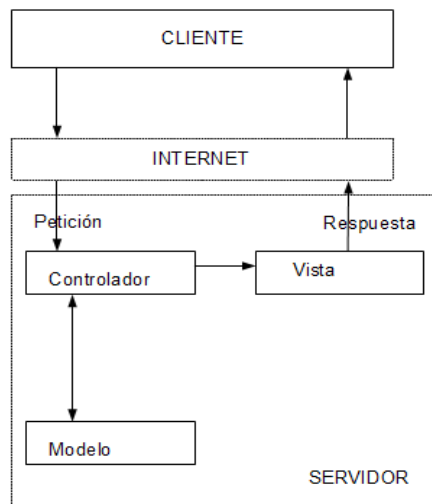 CLIENTE
INTERNET
Petición
Respuesta
Controlador
Vista
Modelo
SERVIDOR